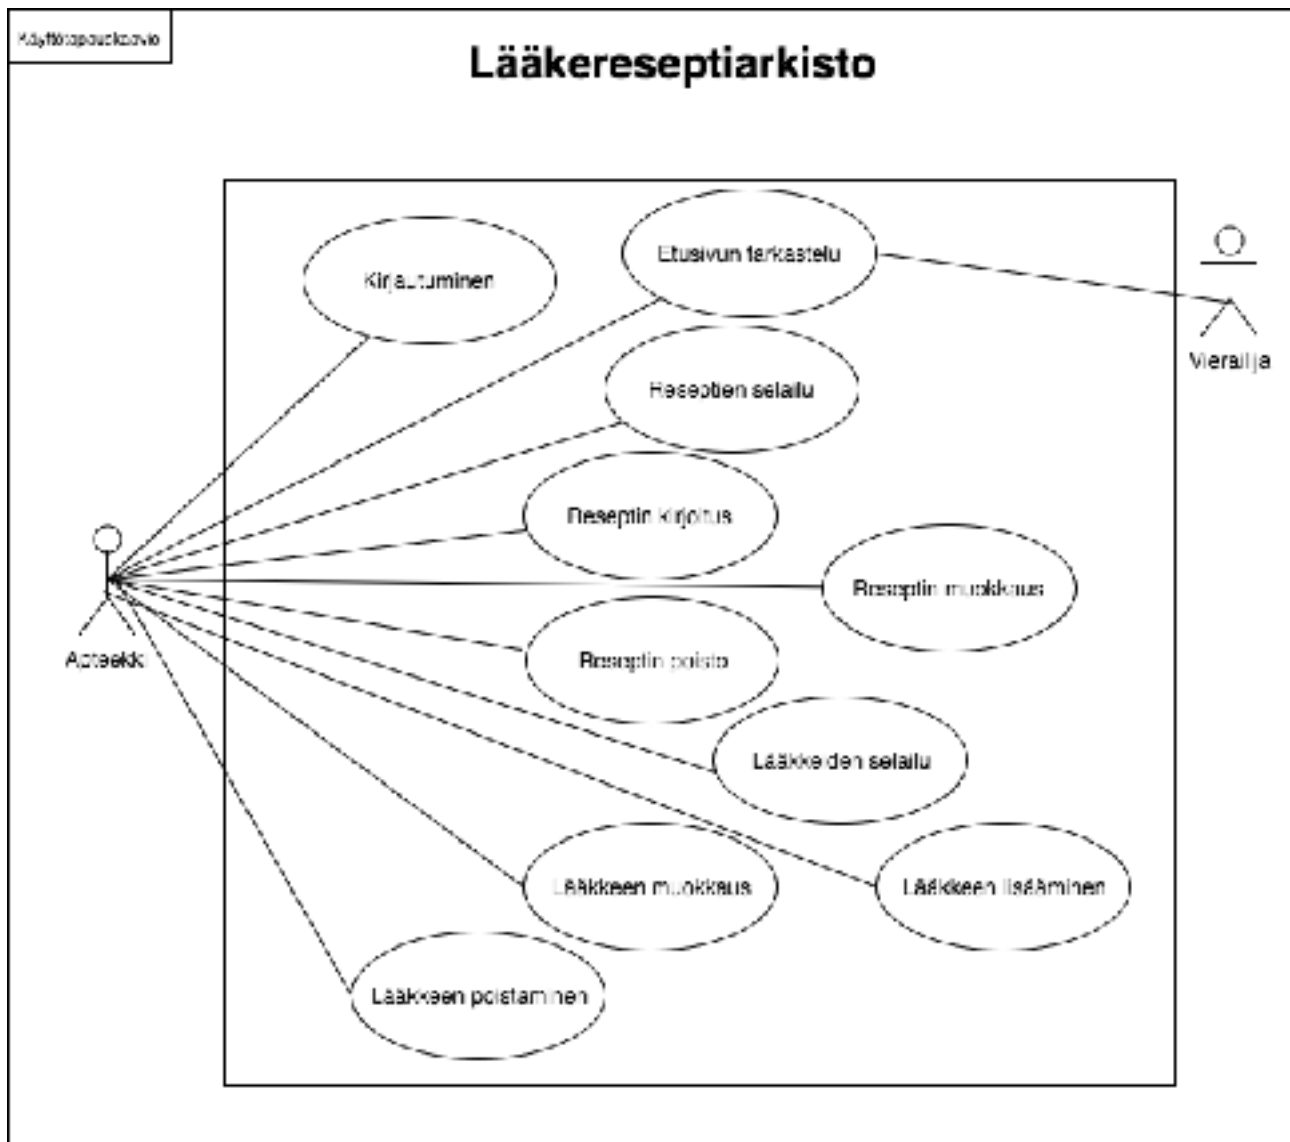 Käyttötapauskaavio
Lääkereseptiarkisto
Etusivun tarkastelu
Kirjautuminen
Vierailija
Reseptien selailu
Reseptin kirjoitus
Reseptin muokkaus
Apteekki
Reseptin poisto
Lääkkeiden selailu
Lääkkeen muokkaus
Lääkkeen lisääminen
Lääkkeen poistaminen